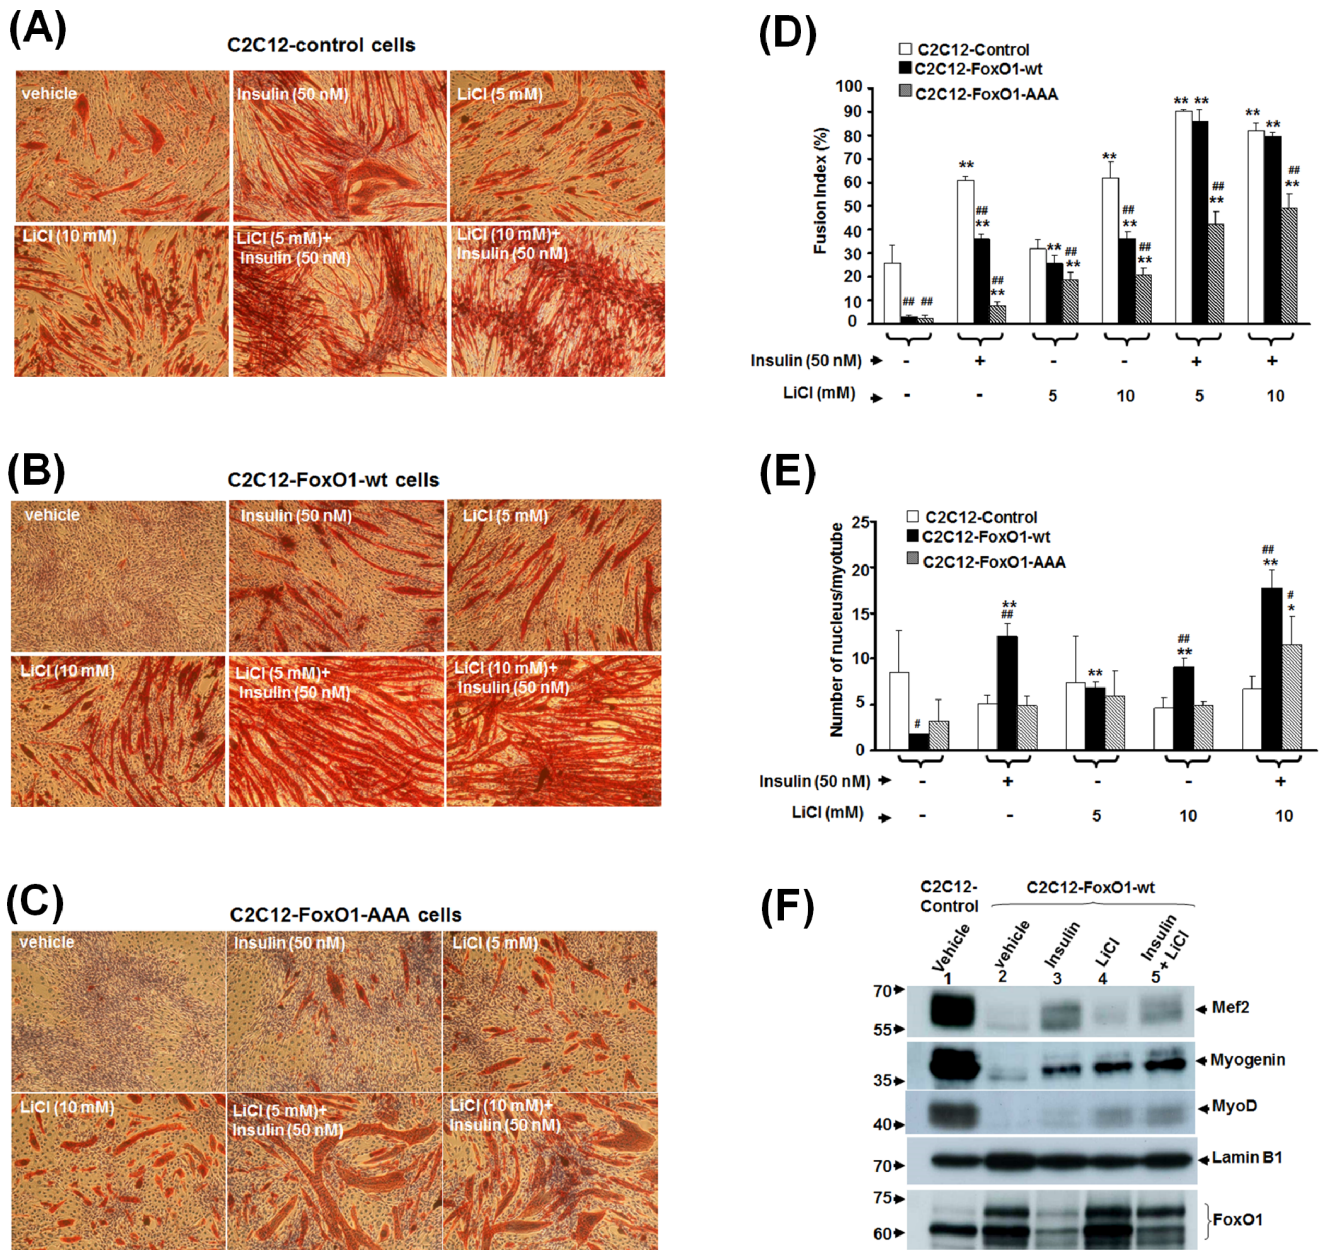 (A)
C2C12-control cells
vehicle
Insulin (50 nM)
LiCl (5 mM)
LiCl (10 mM)
LiCl (5 mM)+
Insulin (50 nM)
LiCl (10 mM)+
Insulin (50 nM)
(B)
C2C12-FoxO1-wt cells
vehicle
Insulin (50 nM)
LiCl (5 mM)
LiCl (10 mM)
LiCl (5 mM)+
Insulin (50 nM)
LiCl (10 mM)+
Insulin (50 nM)
(C)
C2C12-FoxO1-AAA cells
vehicle
Insulin (50 nM)
LiCl (5 mM)
LiCl (10 mM)
LiCl (5 mM)+
Insulin (50 nM)
LiCl (10 mM)+
Insulin (50 nM)
(D)
C2C12-Control
C2C12-FoxO1-wt
C2C12-FoxO1-AAA
Fusion Index (%)
100
90
80
70
60
50
40
30
20
10
0
## ##
** ## ** ## **
** ## **
** ## ** ## **
** ** ## **
** ** ## **
Insulin (50 nM) - + - - + +
LiCl (mM) - - 5 10 5 10
(E)
C2C12-Control
C2C12-FoxO1-wt
C2C12-FoxO1-AAA
Number of nucleus/myotube
25
20
15
10
5
0
#
** ##
**
## **
## ** # *
Insulin (50 nM) - + - - +
LiCl (mM) - - 5 10 10
(F)
C2C12-
Control
C2C12-FoxO1-wt
Vehicle
vehicle
Insulin
LiCl
Insulin
+ LiCl
1 2 3 4 5
70
55
Mef2
Myogenin
35
MyoD
40
Lamin B1
70
75
FoxO1
60